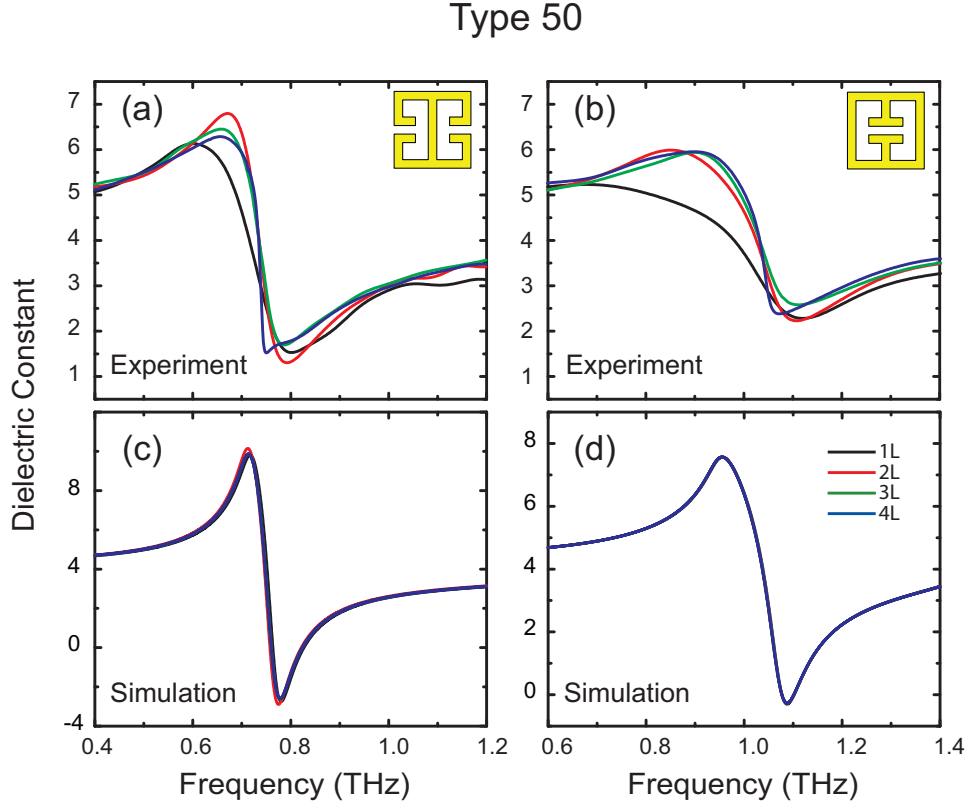 Type 50
Dielectric Constant
(a)
7
6
5
4
3
2
1
Experiment
(b)
7
6
5
4
3
2
1
Experiment
(c)
8
4
0
-4
Simulation
0.4 0.6 0.8 1.0 1.2
Frequency (THz)
(d)
8
6
4
2
0
1L
2L
3L
4L
Simulation
0.6 0.8 1.0 1.2 1.4
Frequency (THz)